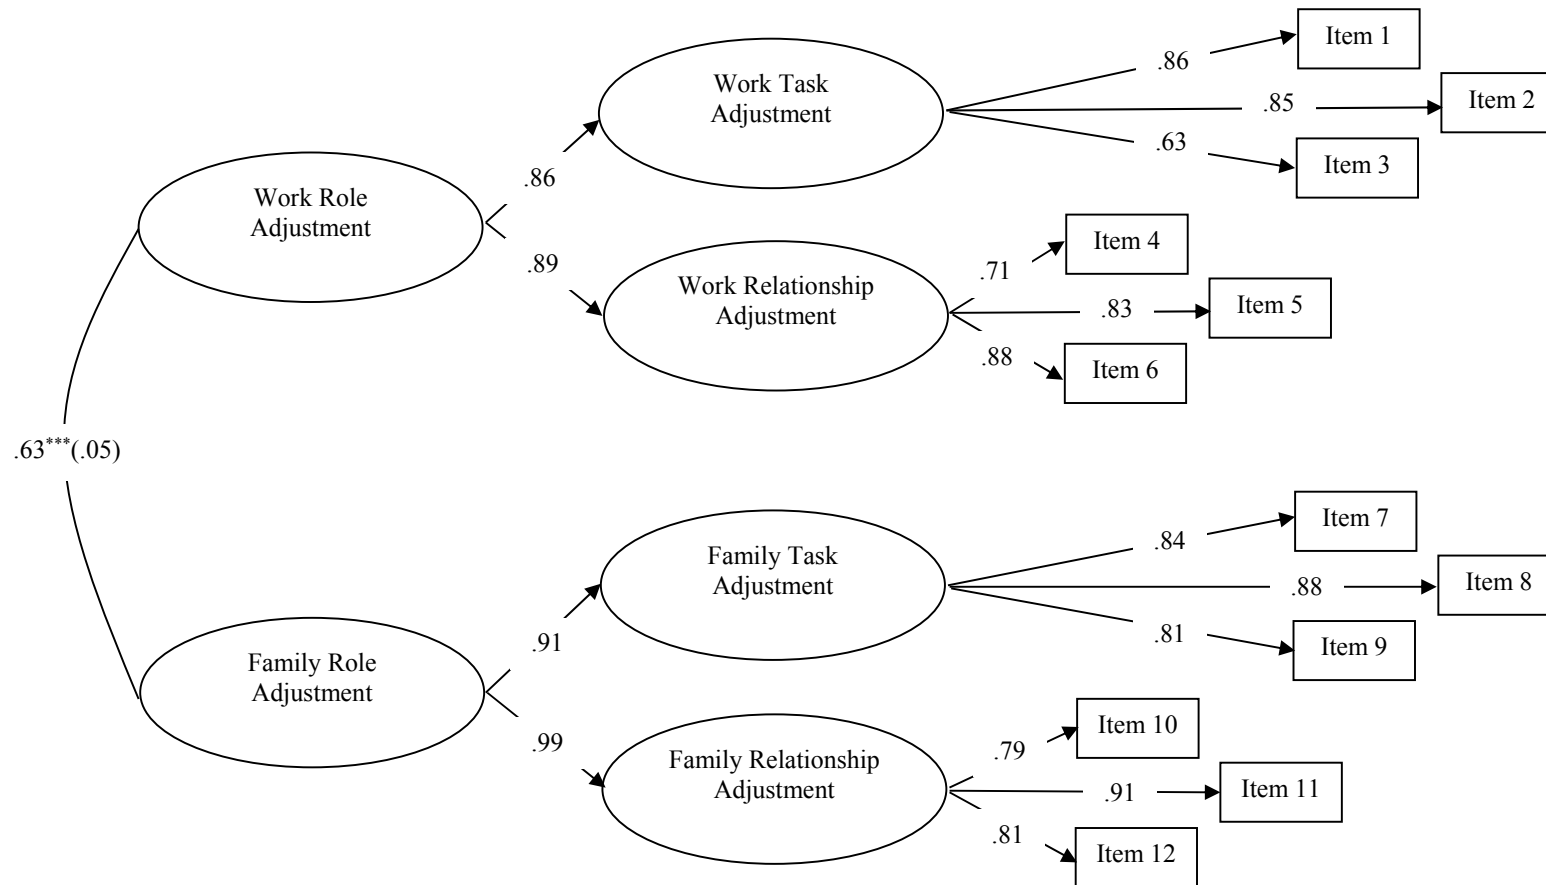 Item 1
Work Task
Adjustment
.86
Item 2
.85
.63
Item 3
.86
Work Role
Adjustment
Item 4
.89
.71
Work Relationship
Adjustment
Item 5
.83
.88
Item 6
.63***(.05)
Item 7
Family Task
Adjustment
.84
Item 8
.88
.81
Item 9
.91
Family Role
Adjustment
Item 10
.99
.79
Family Relationship
Adjustment
Item 11
.91
.81
Item 12